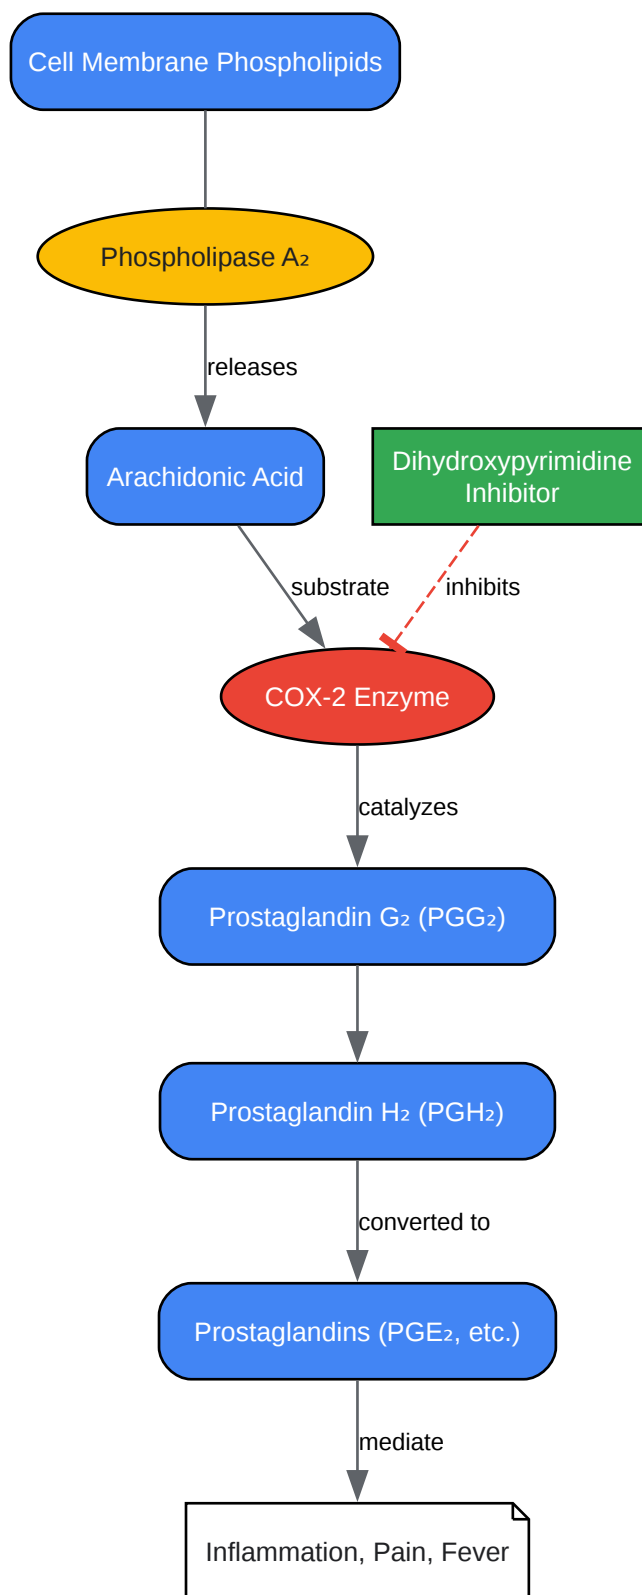 Cell Membrane Phospholipids
Phospholipase A₂
releases
Arachidonic Acid
Dihydroxypyrimidine
Inhibitor
substrate
inhibits
COX-2 Enzyme
catalyzes
Prostaglandin G₂ (PGG₂)
Prostaglandin H₂ (PGH₂)
converted to
Prostaglandins (PGE₂, etc.)
mediate
Inflammation, Pain, Fever